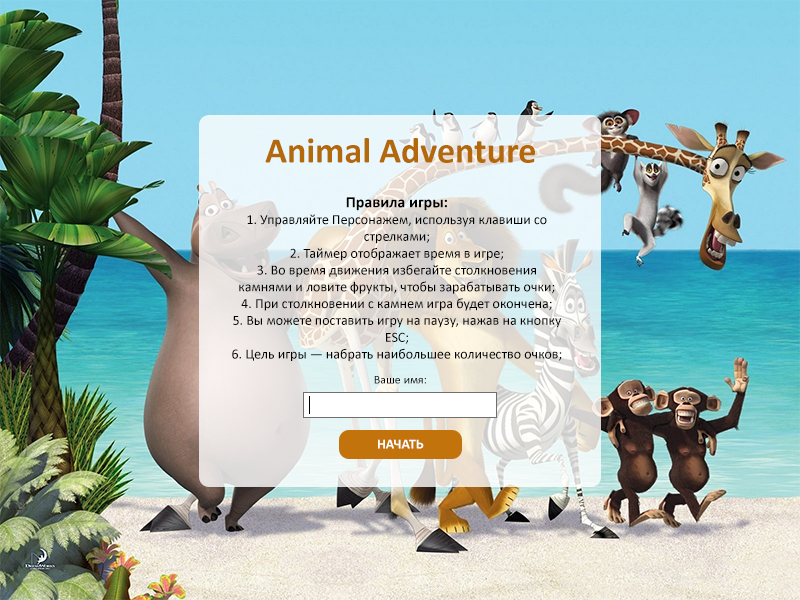 Animal Adventure
Правила игры:
1. Управляйте Персонажем, используя клавиши со
стрелками;
2. Таймер отображает время в игре;
3. Во время движения избегайте столкновения
камнями и ловите фрукты, чтобы зарабатывать очки;
4. При столкновении с камнем игра будет окончена;
5. Вы можете поставить игру на паузу, нажав на кнопку
ESC;
6. Цель игры — набрать наибольшее количество очков;
Ваше имя:
НАЧАТЬ